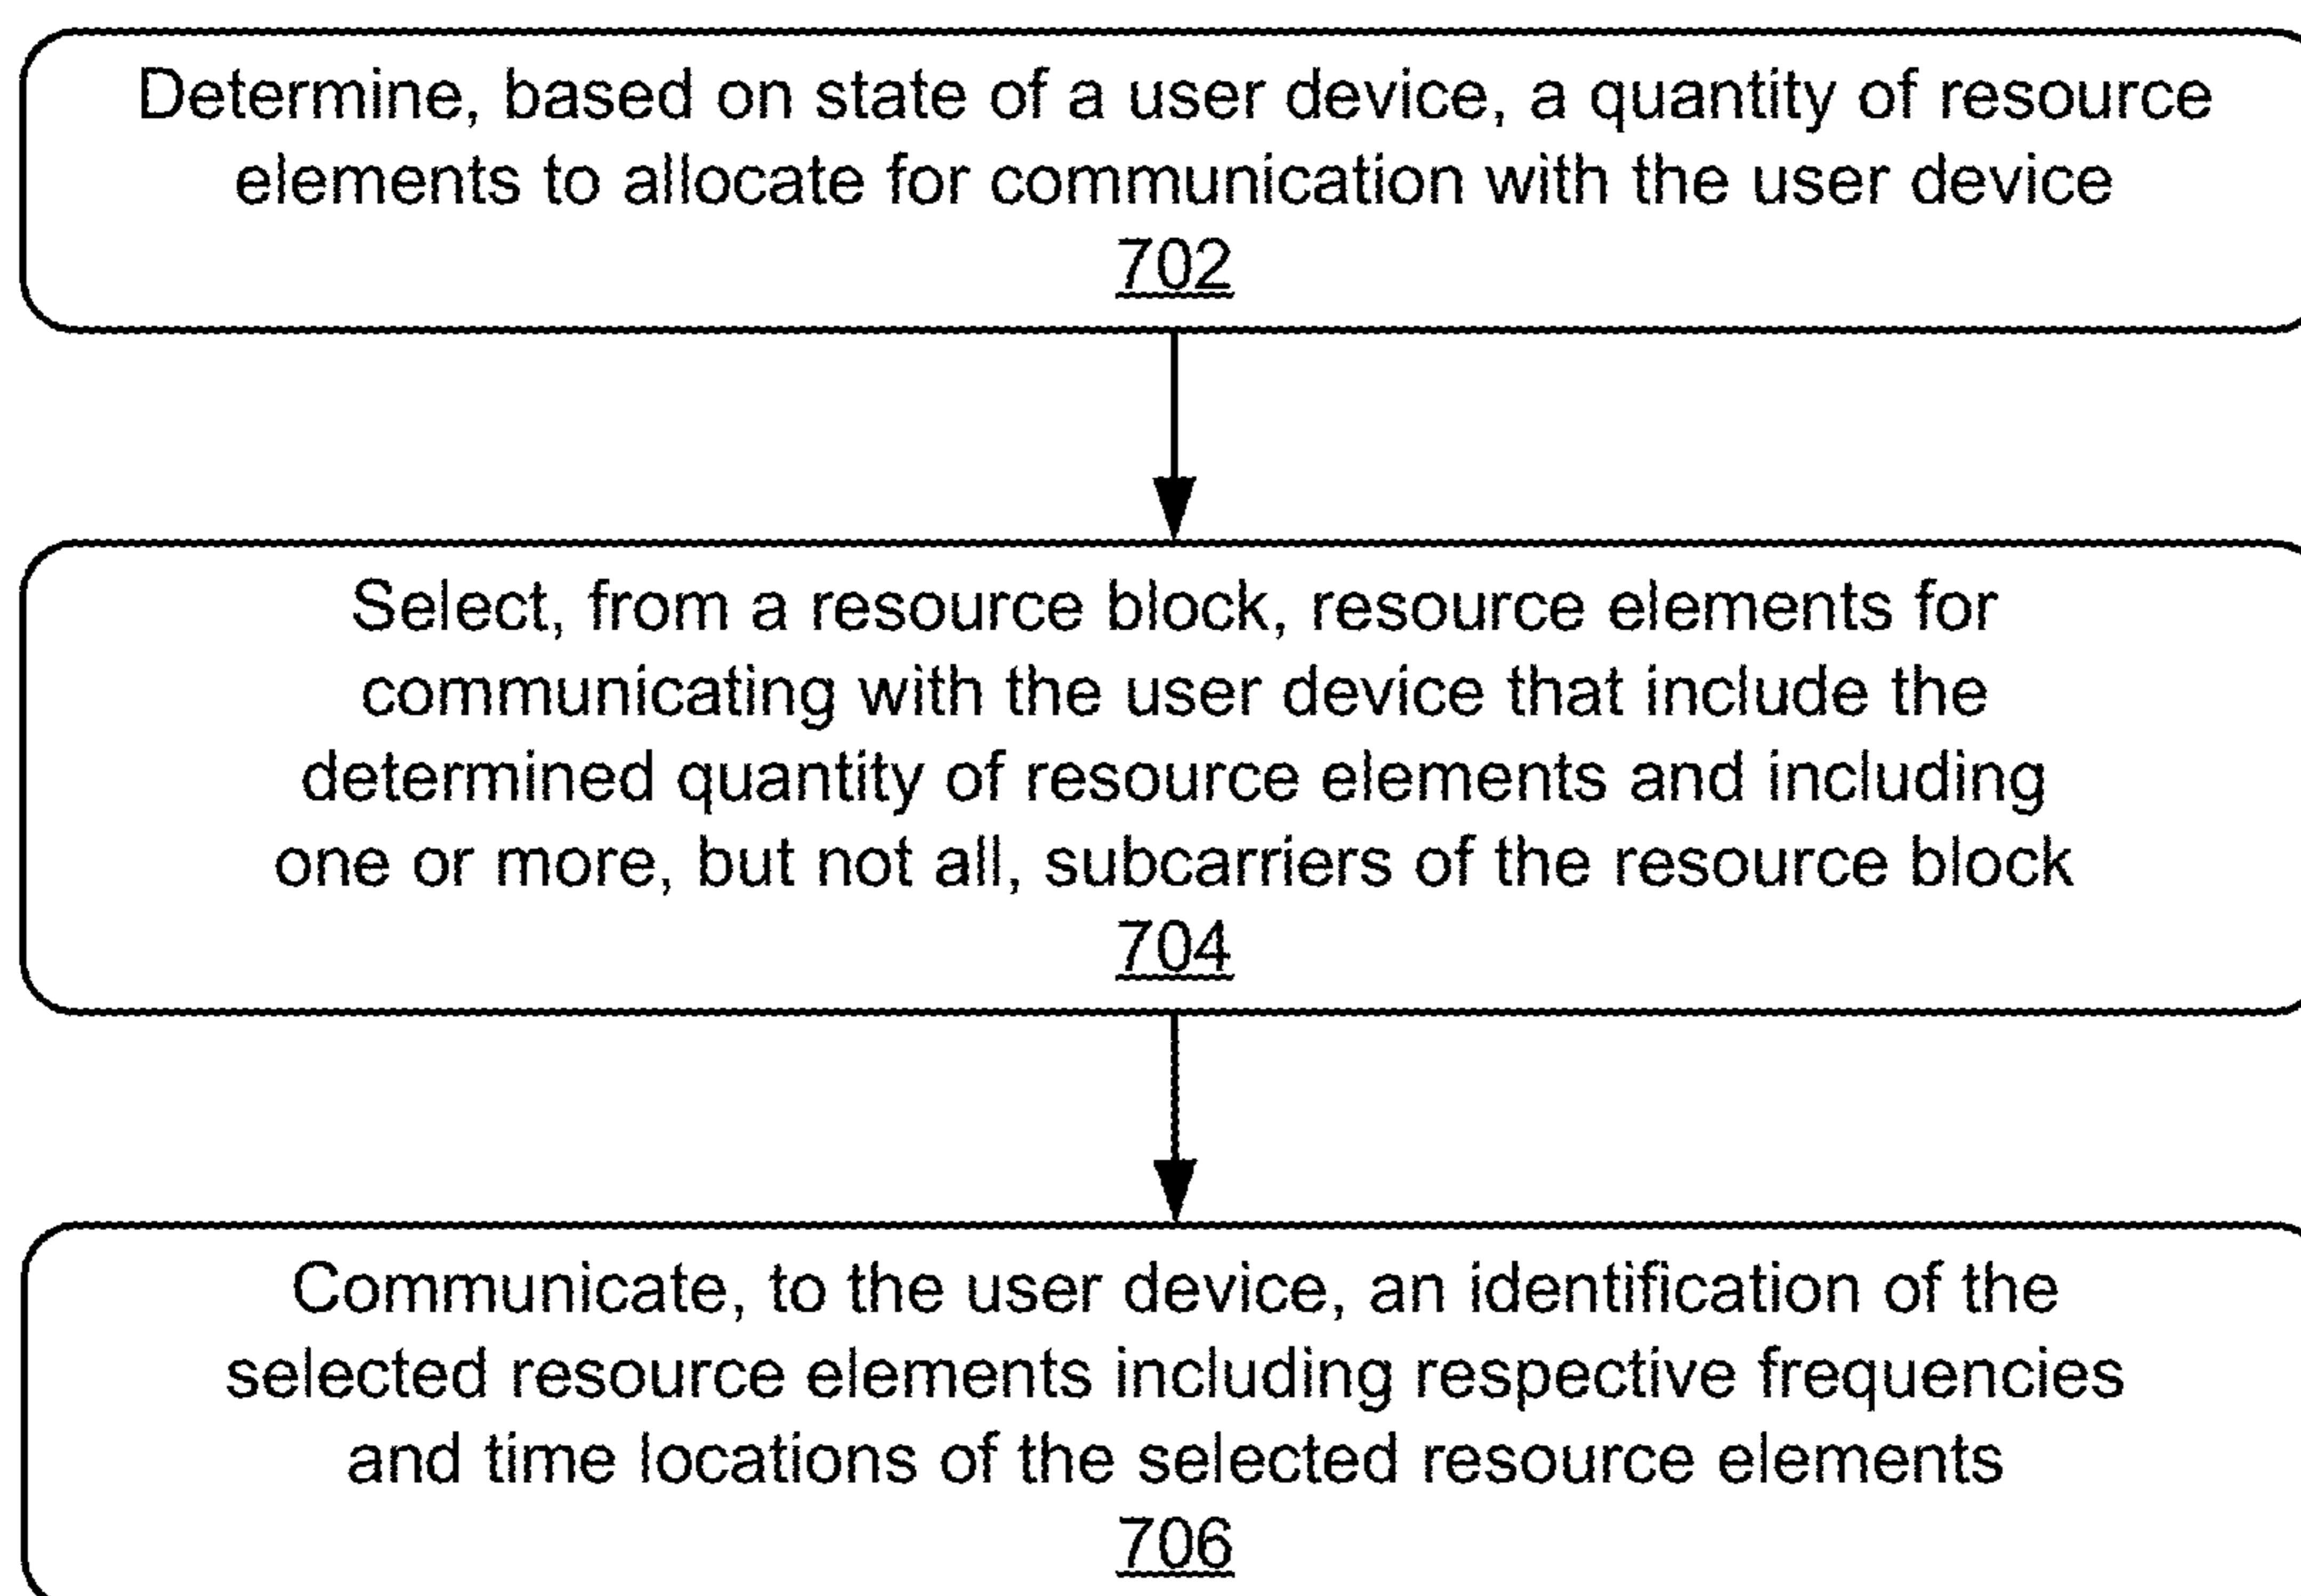 Determine, based on state of a user device, a quantity of resource
elements to allocate for communication with the user device
702
Select, from a resource block, resource elements for
communicating with the user device that include the
determined quantity of resource elements and including
one or more, but not all, subcarriers of the resource block
704
Communicate, to the user device, an identification of the
selected resource elements including respective frequencies
and time locations of the selected resource elements
706